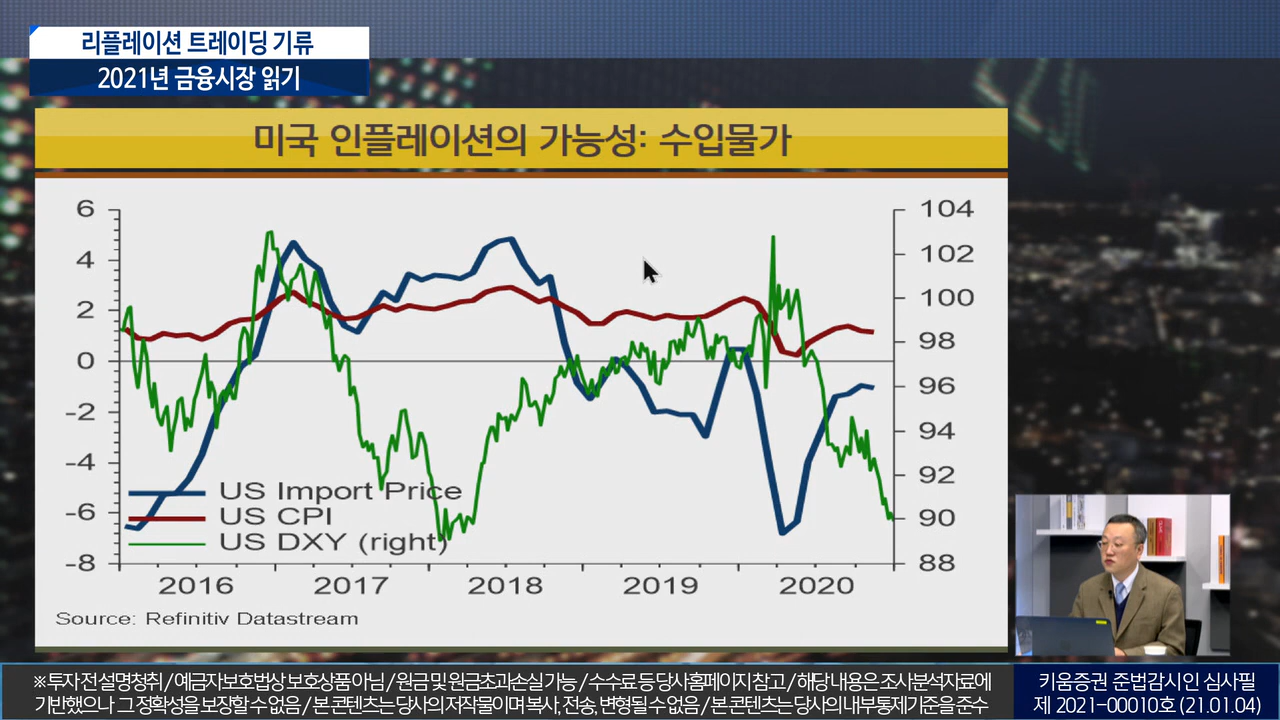 리플레이션 트레이딩 기류
2021년 금융시장 읽기
미국 인플레이션의 가능성: 수입물가
6
4
2
0
-2
-4
-6
-8
104
102
100
98
96
94
92
90
88
US Import Price
US CPI
US DXY (right)
2016 2017 2018 2019 2020
Source: Refinitiv Datastream
※ 투자 전 설명청취 / 예금자보호법상 보호상품 아님 / 원금 및 원금초과손실 가능 / 수수료 등 당사홈페이지 참고 / 해당 내용은 조사분석자료에
기반했으나 그 정확성을 보장할 수 없음 / 본 콘텐츠는 당사의 저작물이며 복사, 전송, 변형될 수 없음 / 본 콘텐츠는 당사의 내부통제기준을 준수
키움증권 준법감시인 심사필
제 2021-00010호 (21.01.04)